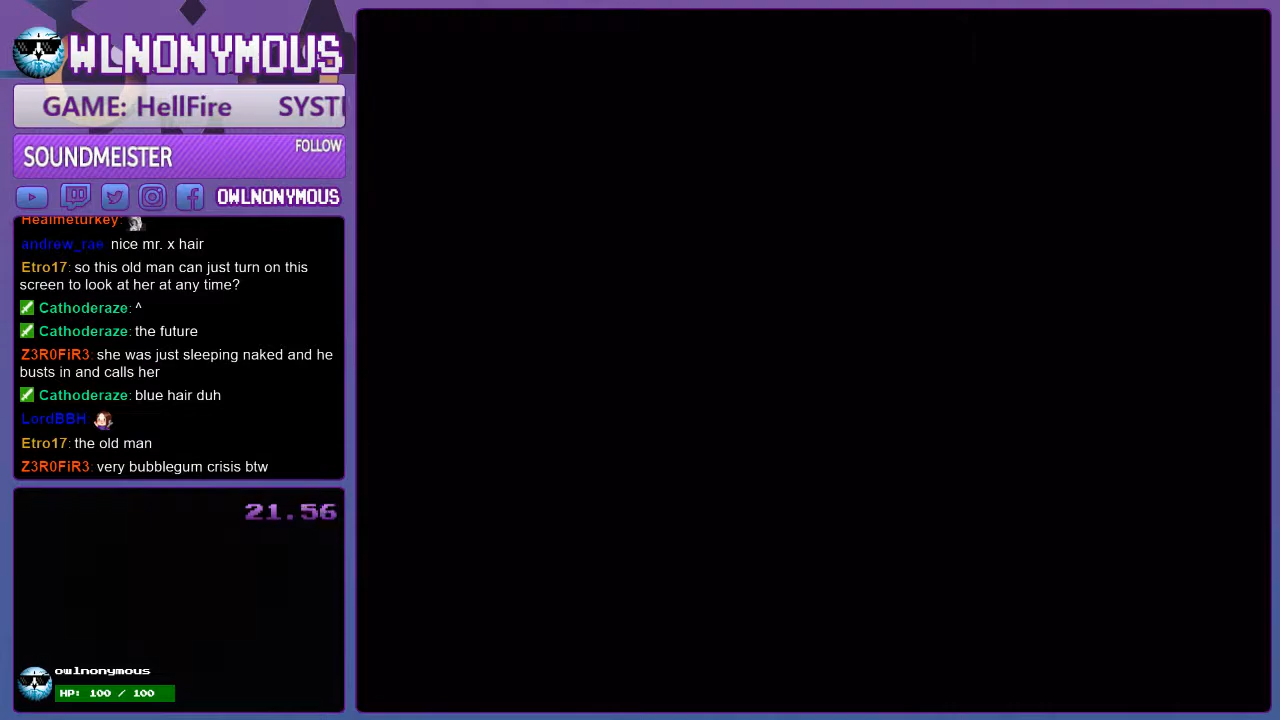 OWLNONYMOUS
GAME: HellFire SYSTE
SOUNDMEISTER
FOLLOW
OWLNONYMOUS
Healmeturkey:
andrew_rae nice mr. x hair
Etro17: so this old man can just turn on this
screen to look at her at any time?
Cathoderaze: ^
Cathoderaze: the future
Z3R0FiR3: she was just sleeping naked and he
busts in and calls her
Cathoderaze: blue hair duh
LordBBH
Etro17: the old man
Z3R0FiR3: very bubblegum crisis btw
21.56
owlnonymous
HP: 100 / 100